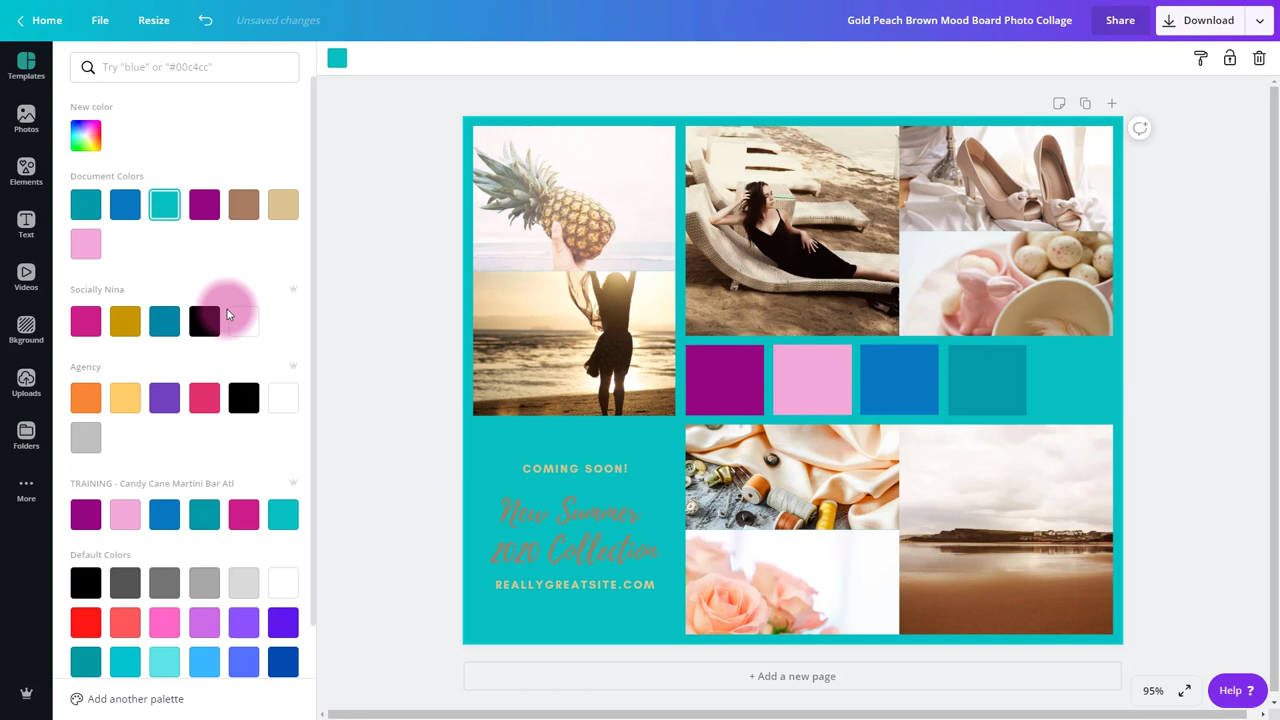 Home
File
Resize
Unsaved changes
Gold Peach Brown Mood Board Photo Collage
Share
Download
Templates
Photos
Elements
Text
Videos
Bkground
Uploads
Folders
More
Try "blue" or "#00c4cc"
New color
Document Colors
Socially Nina
Agency
TRAINING - Candy Cane Martini Bar Atl
Default Colors
Add another palette
COMING SOON!
New Summer
2020 Collection
REALLYGREATSITE.COM
+ Add a new page
95%
Help ?